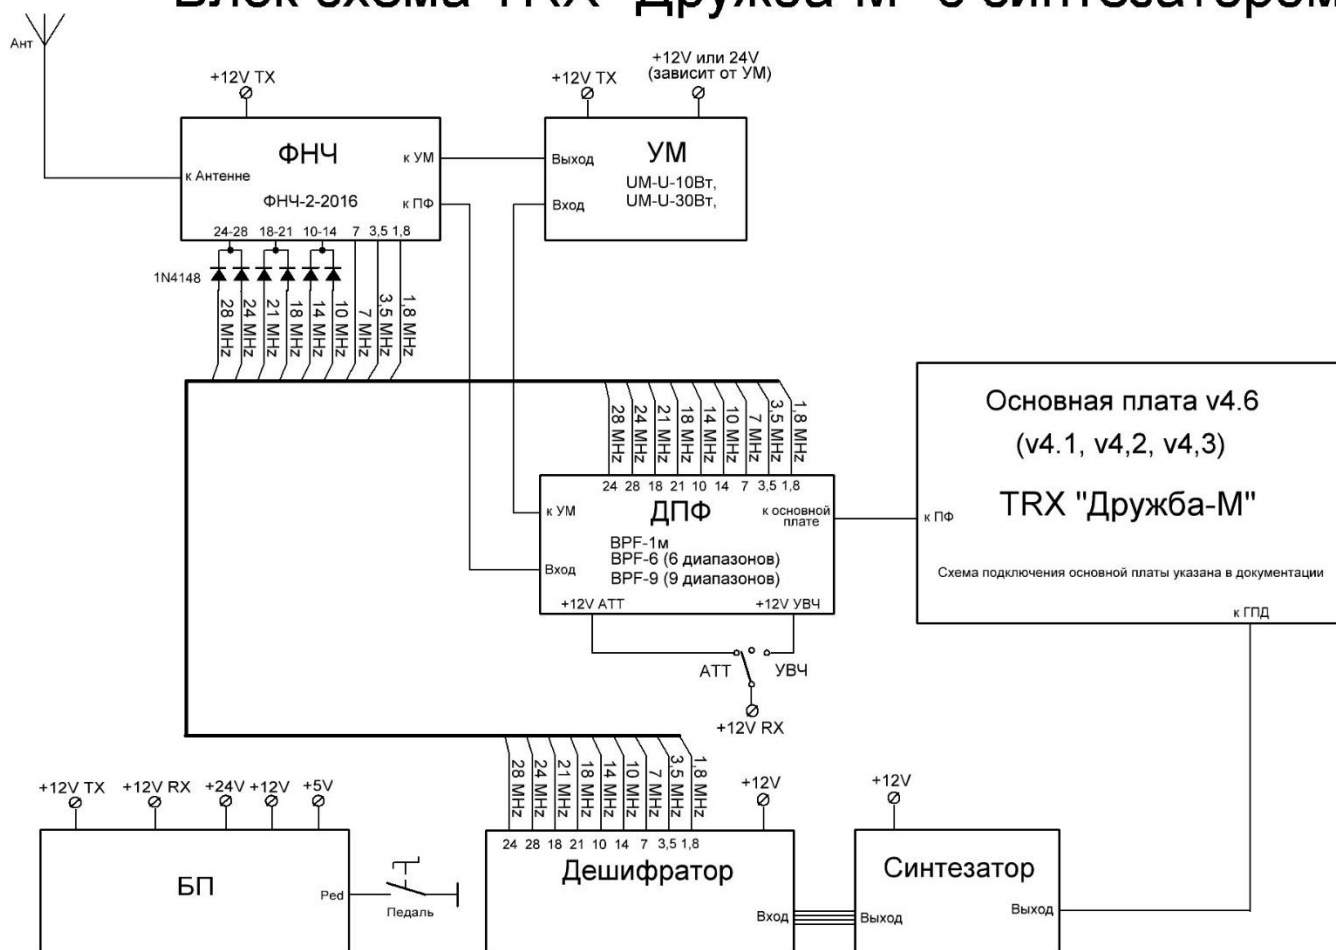 Блок схема TRX "Дружба-М" с синтезатором
Ант
+12V TX
+12V TX
+12V или 24V
(зависит от УМ)
ФНЧ
к УМ
к Антенне
ФНЧ-2-2016
к ПФ
24-28 18-21 10-14 7 3,5 1,8
Выход
УМ
UM-U-10Вт,
Вход
UM-U-30Вт,
1N4148
28 MHz
24 MHz
21 MHz
18 MHz
14 MHz
10 MHz
7 MHz
3,5 MHz
1,8 MHz
28 MHz
24 MHz
21 MHz
18 MHz
14 MHz
10 MHz
7 MHz
3,5 MHz
1,8 MHz
24 28 18 21 10 14 7 3,5 1,8
к УМ
ДПФ
к основной
плате
BPF-1м
BPF-6 (6 диапазонов)
BPF-9 (9 диапазонов)
Вход
+12V АТТ
+12V УВЧ
АТТ
УВЧ
+12V RX
Основная плата v4.6
(v4.1, v4,2, v4,3)
TRX "Дружба-М"
к ПФ
Схема подключения основной платы указана в документации
к ГПД
28 MHz
24 MHz
21 MHz
18 MHz
14 MHz
10 MHz
7 MHz
3,5 MHz
1,8 MHz
+12V TX
+12V RX
+24V
+12V
+5V
БП
Ped
Педаль
24 28 18 21 10 14 7 3,5 1,8
+12V
Дешифратор
Вход
+12V
Синтезатор
Выход
Выход